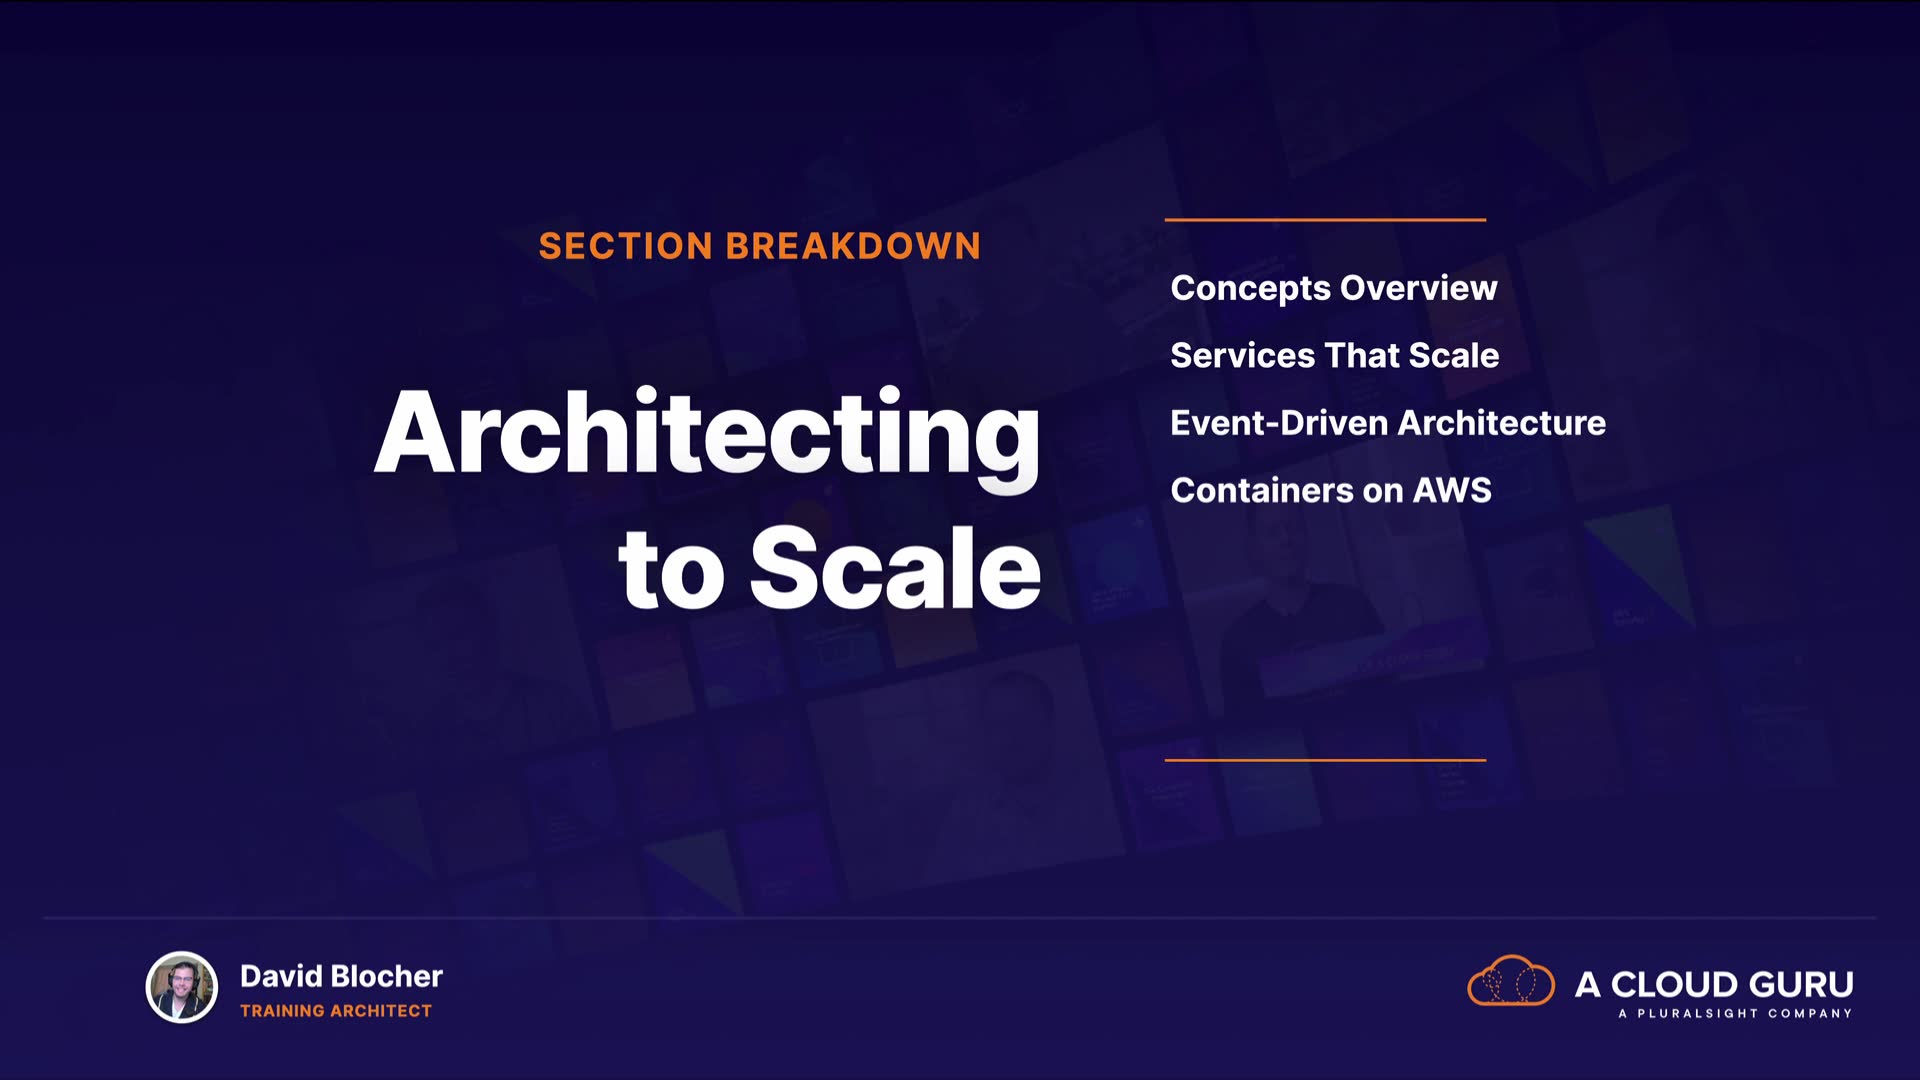 SECTION BREAKDOWN
Architecting
to Scale
Concepts Overview
Services That Scale
Event-Driven Architecture
Containers on AWS
David Blocher
TRAINING ARCHITECT
A CLOUD GURU
A PLURALSIGHT COMPANY